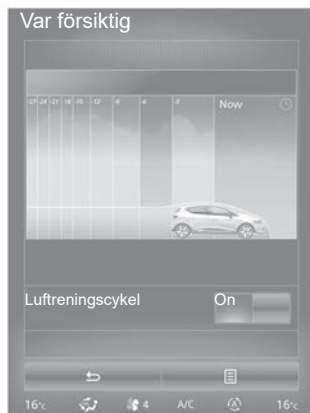 Var försiktig
-27 -24 -21 -18 -15 -12 -9 -6 -3 Now
Luftreningscykel On
16°c 4 A/C 16°c